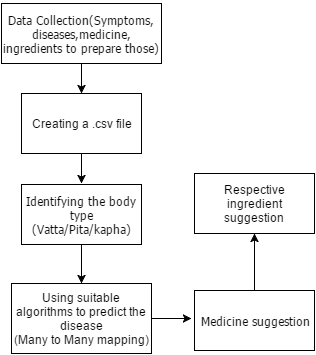 Data Collection(Symptoms,
diseases,medicine,
ingredients to prepare those)
Creating a .csv file
Identifying the body
type
(Vatta/Pita/kapha)
Using suitable
algorithms to predict the
disease
(Many to Many mapping)
Respective
ingredient
suggestion
Medicine suggestion